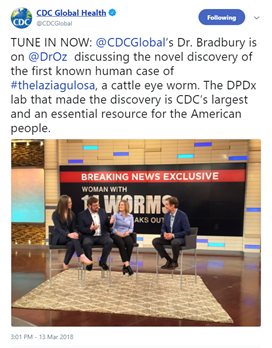 CDC Global Health
@CDCGlobal
Following
TUNE IN NOW: @CDCGlobal's Dr. Bradbury is
on @DrOz discussing the novel discovery of
the first known human case of
#thelaziagulosa, a cattle eye worm. The DPDx
lab that made the discovery is CDC's largest
and an essential resource for the American
people.
BREAKING NEWS EXCLUSIVE
WOMAN WITH
WORMS
AKS OUT
3:01 PM - 13 Mar 2018